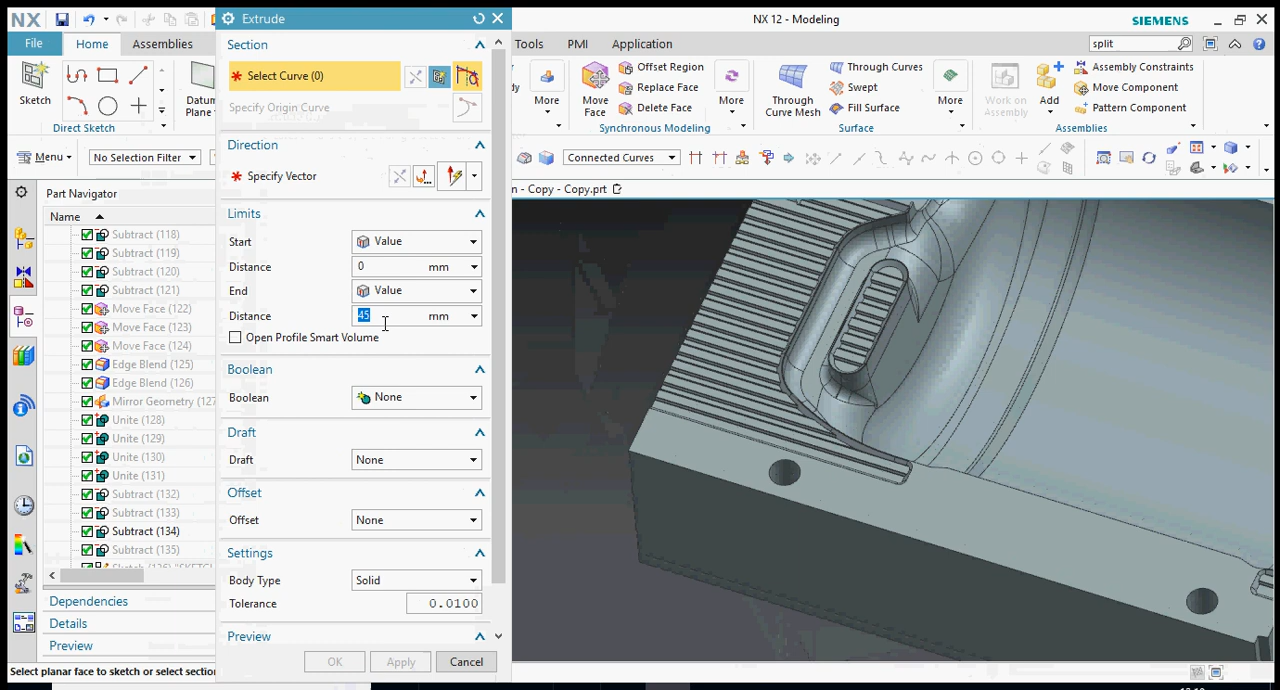 NX
Extrude
NX 12 - Modeling
SIEMENS
File
Home
Assemblies
Tools
PMI
Application
split
Sketch
Direct Sketch
Datum
Plane
More
Move
Face
Offset Region
Replace Face
Delete Face
More
Synchronous Modeling
Through
Curve Mesh
Through Curves
Swept
Fill Surface
More
Surface
Work on
Assembly
Add
Assembly Constraints
Move Component
Pattern Component
Assemblies
Menu
No Selection Filter
Connected Curves
n - Copy - Copy.prt
Part Navigator
Name
Subtract (118)
Subtract (119)
Subtract (120)
Subtract (121)
Move Face (122)
Move Face (123)
Move Face (124)
Edge Blend (125)
Edge Blend (126)
Mirror Geometry (127
Unite (128)
Unite (129)
Unite (130)
Unite (131)
Subtract (132)
Subtract (133)
Subtract (134)
Subtract (135)
Dependencies
Details
Preview
Section
Select Curve (0)
Specify Origin Curve
Direction
Specify Vector
Limits
Start Value
Distance 0 mm
End Value
Distance 45 mm
Open Profile Smart Volume
Boolean
Boolean None
Draft
Draft None
Offset
Offset None
Settings
Body Type Solid
Tolerance 0.0100
Preview
OK Apply Cancel
Select planar face to sketch or select sectio